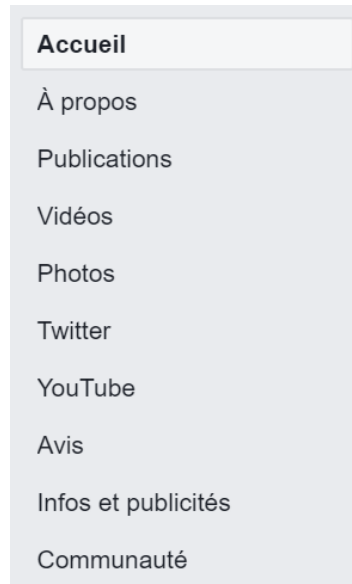 Accueil
À propos
Publications
Vidéos
Photos
Twitter
YouTube
Avis
Infos et publicités
Communauté